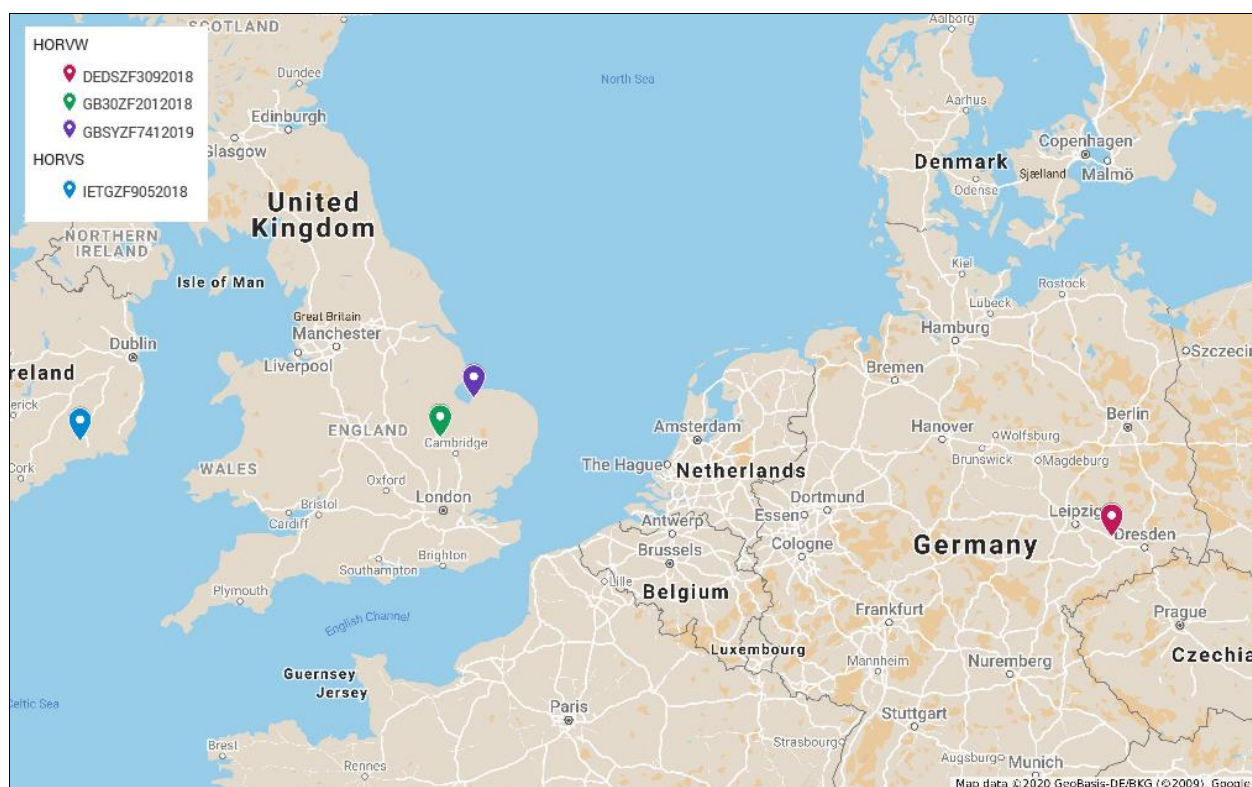 SCOTLAND
Aalborg
HORVW
DEDSZF3092018
GB30ZF2012018
GBSYZF7412019
HORVS
IETGZF9052018
Dundee
Edinburgh
Glasgow
North Sea
Aarhus
Copenhagen
Denmark
Sjælland
Malmö
Odense
United
Kingdom
NORTHERN
IRELAND
Isle of Man
Kiel
Rostock
Lübeck
Great Britain
Manchester
Hamburg
Dublin
Liverpool
Szczecin
reland
Bremen
erick
Berlin
Amsterdam
Hanover
Wolfsburg
ENGLAND
Cambridge
Brunswick
Magdeburg
Cork
WALES
The Hague
Netherlands
Oxford
London
Dortmund
Bristol
Cardiff
Essen
Leipzig
Antwerp
Dresden
Brussels
Cologne
Germany
Brighton
Southampton
Lille
Belgium
Plymouth
English Channel
Frankfurt
Prague
Luxembourg
Czechia
Mannheim
Nuremberg
Guernsey
Jersey
Celtic Sea
Paris
Stuttgart
Strasbourg
Brest
Rennes
Augsburg
Munich
Map data ©2020 GeoBasis-DE/BKG (©2009), Google